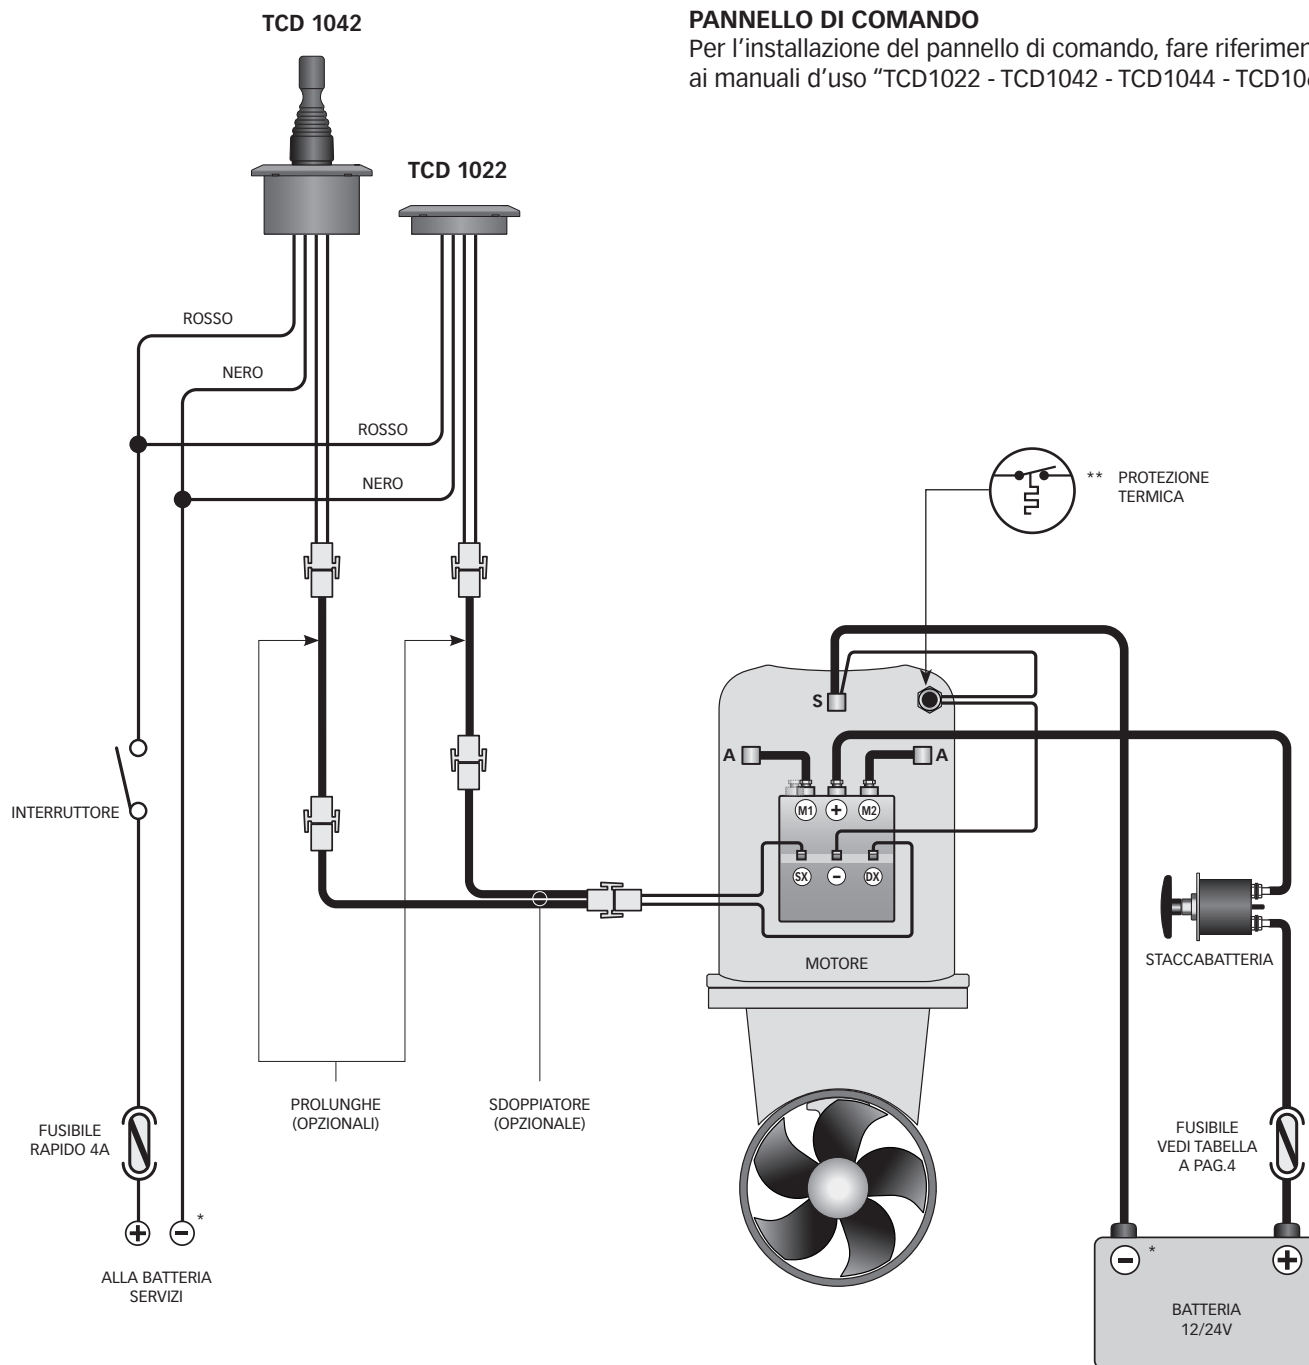 TCD 1042
PANNELLO DI COMANDO
Per l’installazione del pannello di comando, fare
ai manuali d’uso “TCD1022 - TCD1042 - TCD1044 -
TCD 1022
ROSSO
NERO
ROSSO
NERO
** PROTEZIONE
TERMICA
S
A
A
M1 + M2
SX - DX
INTERRUTTORE
MOTORE
STACCABATTERIA
PROLUNGHE
(OPZIONALI)
SDOPPIATORE
(OPZIONALE)
FUSIBILE
RAPIDO 4A
FUSIBILE
VEDI TABELLA
A PAG.4
+ - *
ALLA BATTERIA
SERVIZI
- * +
BATTERIA
12/24V